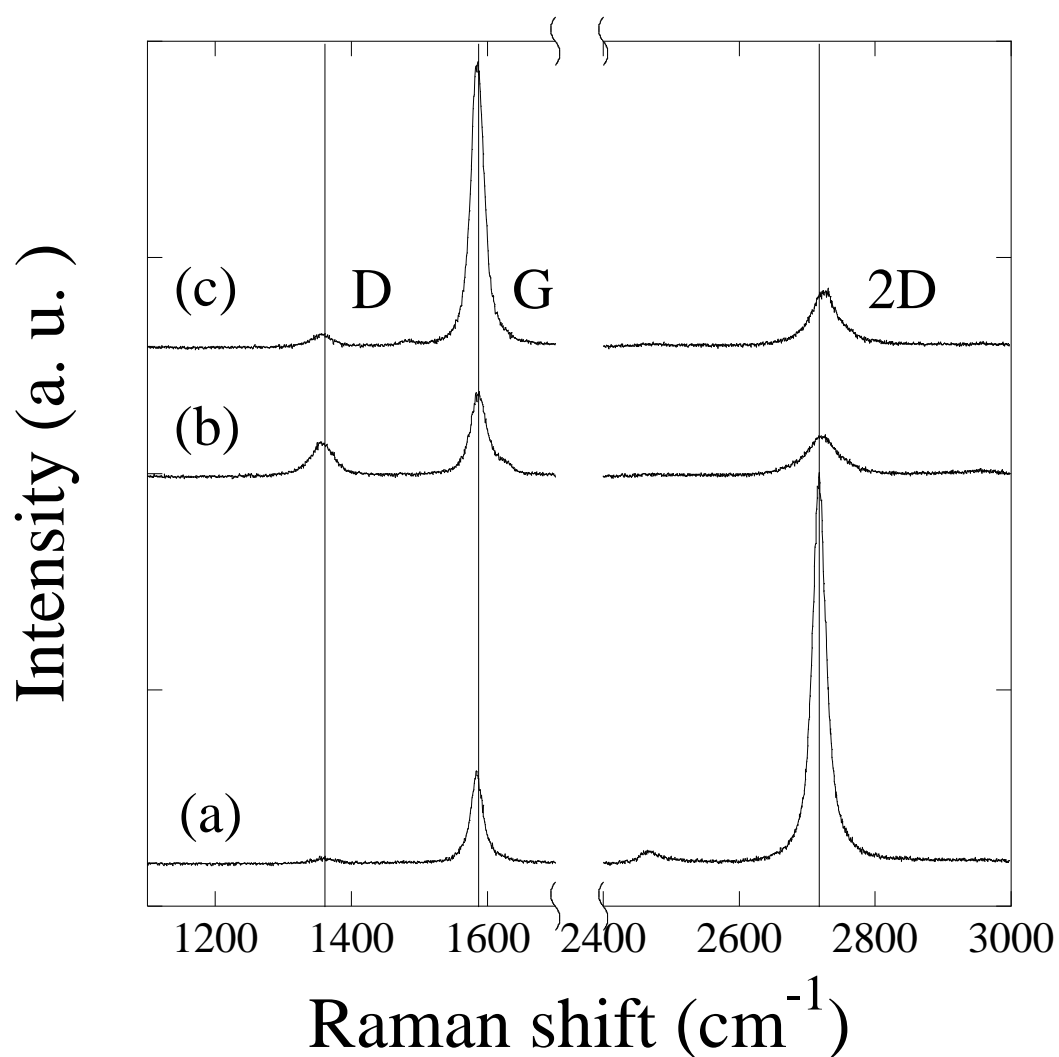 (c) D G 2D
(b)
(a)
1200 1400 1600 2400 2600 2800 3000
Raman shift (cm-1)
Intensity (a. u. )